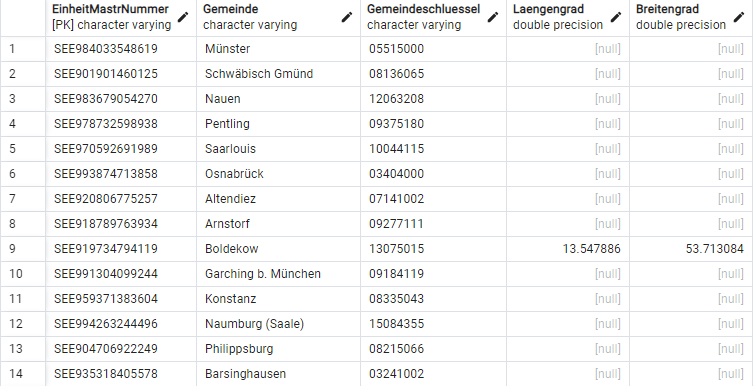 EinheitMastrNummer Gemeinde Gemeindeschluessel Laengengrad Breitengrad
[PK] character varying character varying character varying double precision double precision
1 SEE984033548619 Münster 05515000 [null] [null]
2 SEE901901460125 Schwäbisch Gmünd 08136065 [null] [null]
3 SEE983679054270 Nauen 12063208 [null] [null]
4 SEE978732598938 Pentling 09375180 [null] [null]
5 SEE970592691989 Saarlouis 10044115 [null] [null]
6 SEE993874713858 Osnabrück 03404000 [null] [null]
7 SEE920806775257 Altendiez 07141002 [null] [null]
8 SEE918789763934 Arnstorf 09277111 [null] [null]
9 SEE919734794119 Boldekow 13075015 13.547886 53.713084
10 SEE991304099244 Garching b. München 09184119 [null] [null]
11 SEE959371383604 Konstanz 08335043 [null] [null]
12 SEE994263244496 Naumburg (Saale) 15084355 [null] [null]
13 SEE904706922249 Philippsburg 08215066 [null] [null]
14 SEE935318405578 Barsinghausen 03241002 [null] [null]